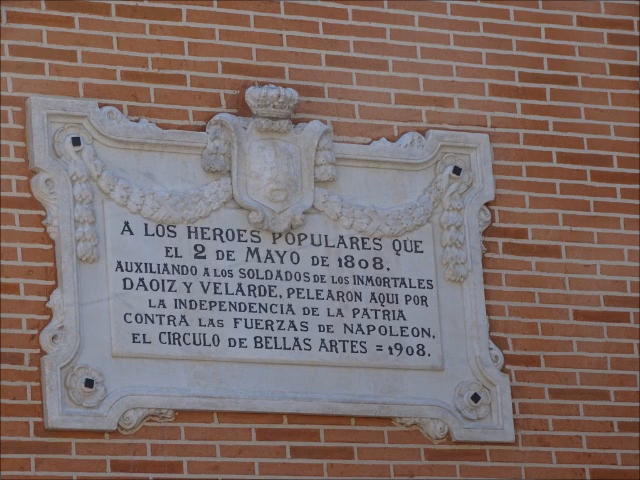 A LOS HEROES POPULARES QUE
EL 2 DE MAYO DE 1808,
AUXILIANDO A LOS SOLDADOS DE LOS INMORTALES
DAOIZ Y VELARDE, PELEARON AQUI POR
LA INDEPENDENCIA DE LA PATRIA
CONTRA LAS FUERZAS DE NAPOLEON,
EL CIRCULO DE BELLAS ARTES = 1908.